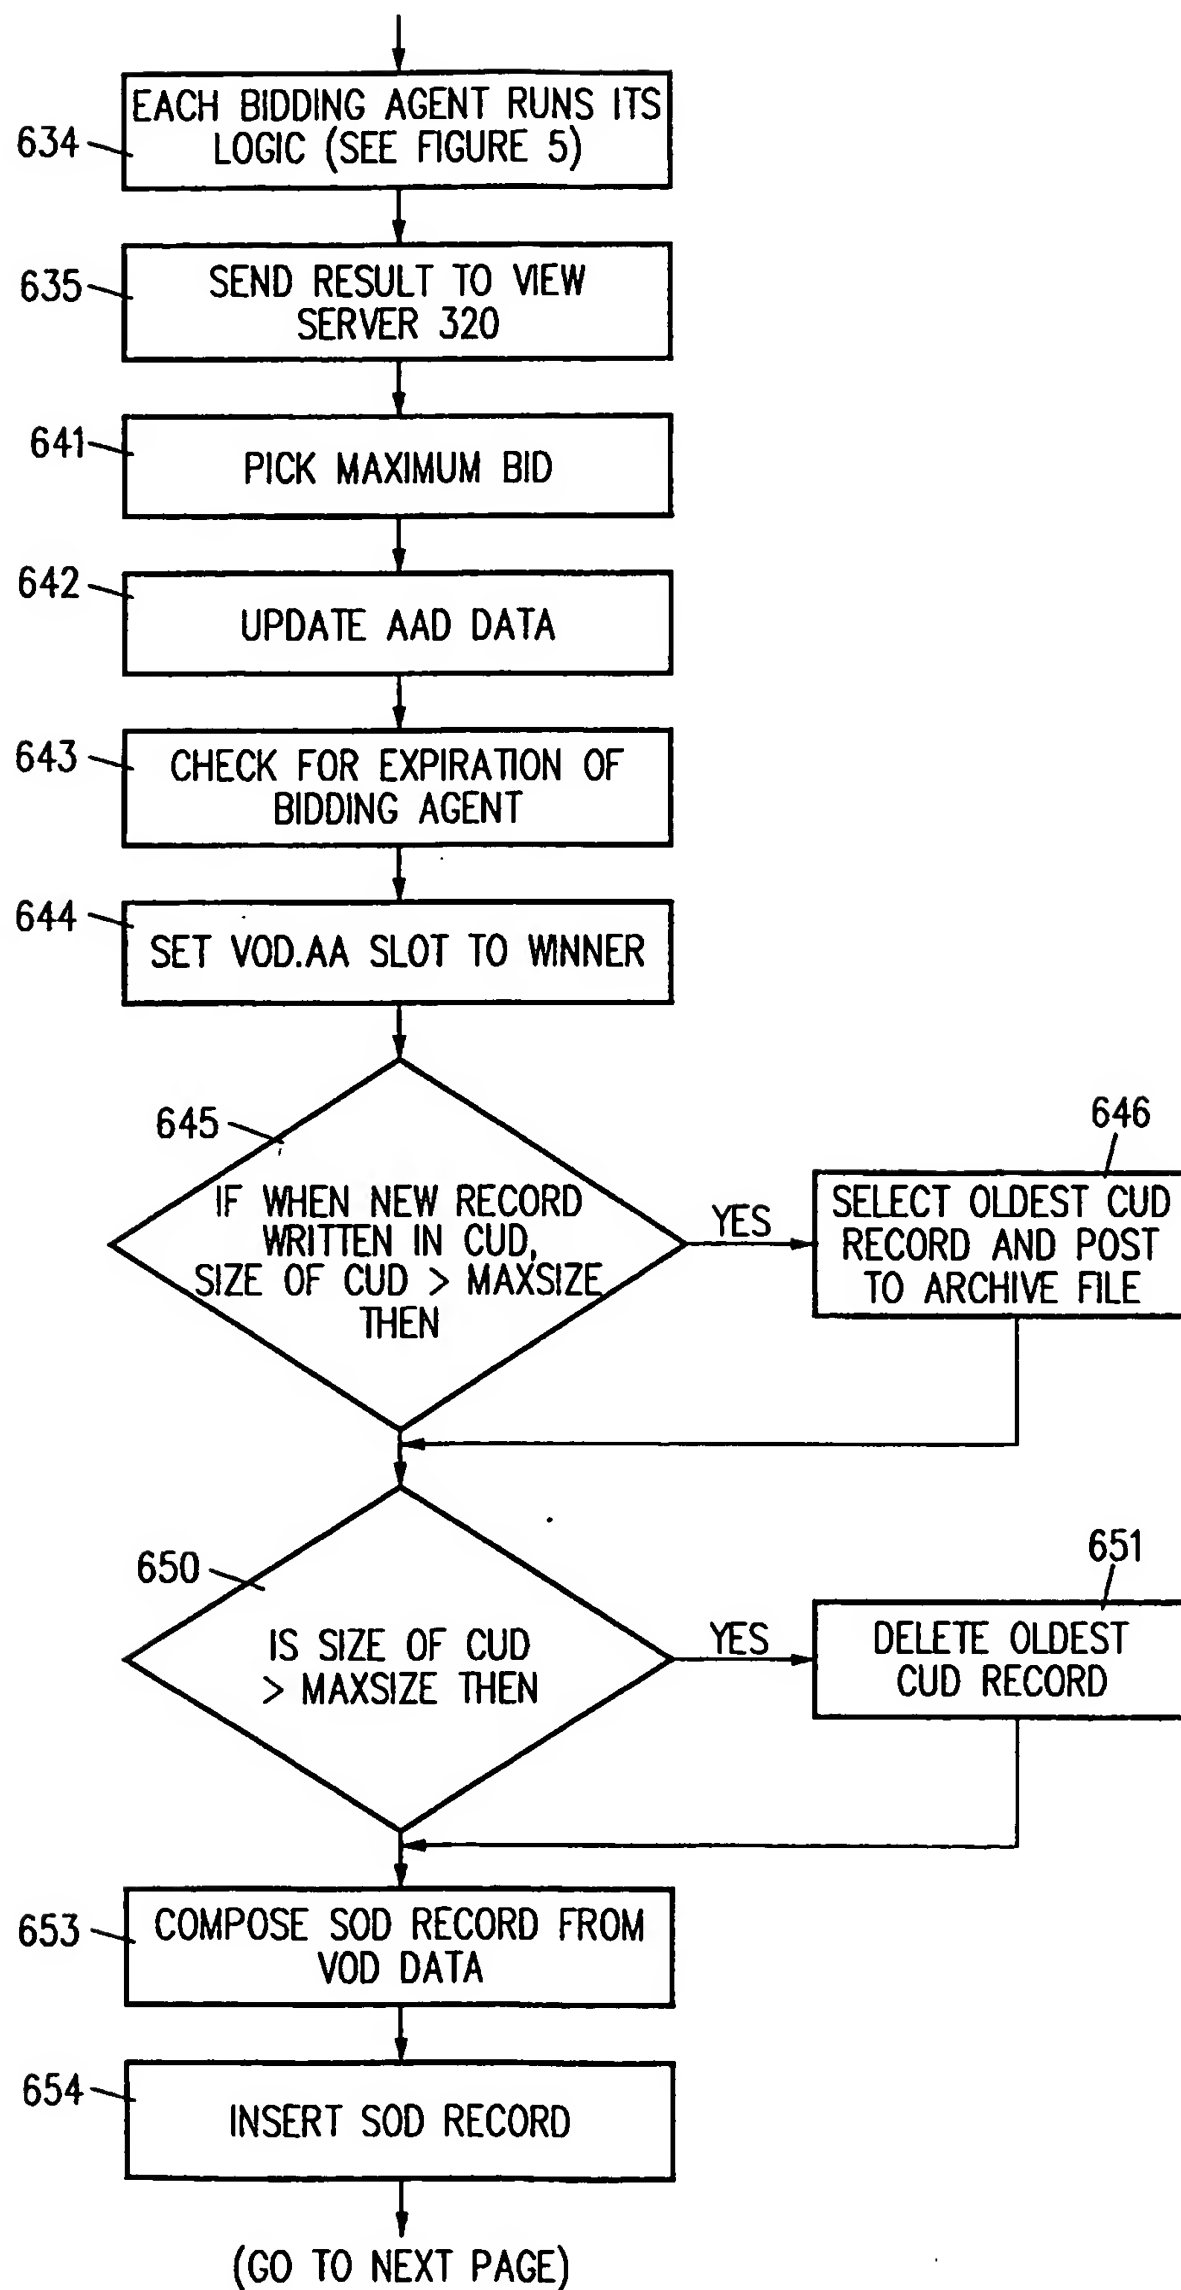 634
EACH BIDDING AGENT RUNS ITS
LOGIC (SEE FIGURE 5)
635
SEND RESULT TO VIEW
SERVER 320
641
PICK MAXIMUM BID
642
UPDATE AAD DATA
643
CHECK FOR EXPIRATION OF
BIDDING AGENT
644
SET VOD.AA SLOT TO WINNER
645
IF WHEN NEW RECORD
WRITTEN IN CUD,
SIZE OF CUD > MAXSIZE
THEN
YES
646
SELECT OLDEST CUD
RECORD AND POST
TO ARCHIVE FILE
650
IS SIZE OF CUD
> MAXSIZE THEN
YES
651
DELETE OLDEST
CUD RECORD
653
COMPOSE SOD RECORD FROM
VOD DATA
654
INSERT SOD RECORD
(GO TO NEXT PAGE)